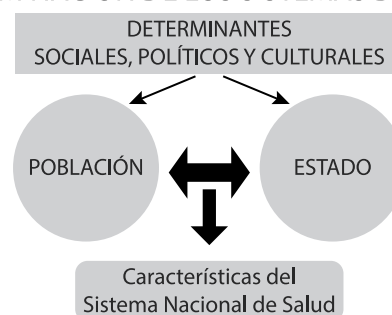 DETERMINANTES
SOCIALES, POLÍTICOS Y CULTURALES
POBLACIÓN
ESTADO
Características del
Sistema Nacional de Salud